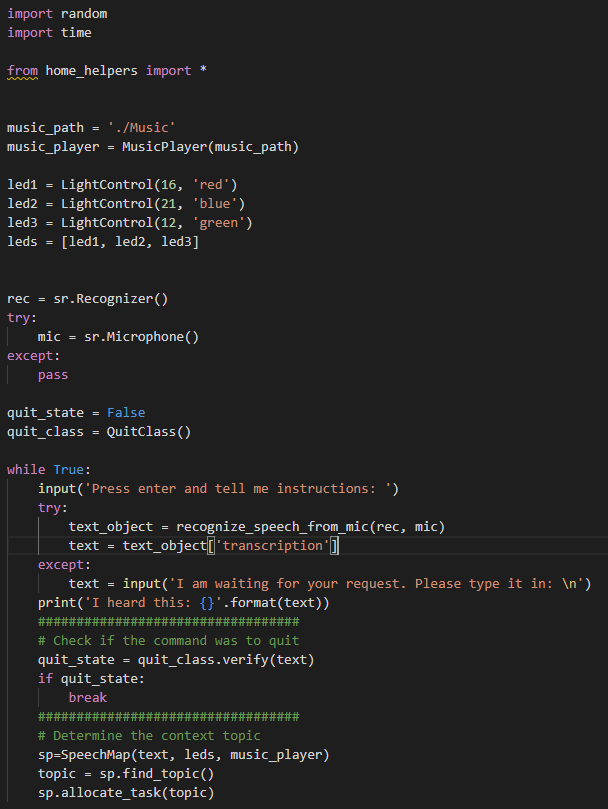 import random
import time
from home_helpers import *
music_path = './Music'
music_player = MusicPlayer(music_path)
led1 = LightControl(16, 'red')
led2 = LightControl(21, 'blue')
led3 = LightControl(12, 'green')
leds = [led1, led2, led3]
rec = sr.Recognizer()
try:
    mic = sr.Microphone()
except:
    pass
quit_state = False
quit_class = QuitClass()
while True:
    input('Press enter and tell me instructions: ')
    try:
        text_object = recognize_speech_from_mic(rec, mic)
        text = text_object['transcription']
    except:
        text = input('I am waiting for your request. Please type it in: \n')
    print('I heard this: {}'.format(text))
    ##################################
    # Check if the command was to quit
    quit_state = quit_class.verify(text)
    if quit_state:
        break
    ##################################
    # Determine the context topic
    sp=SpeechMap(text, leds, music_player)
    topic = sp.find_topic()
    sp.allocate_task(topic)